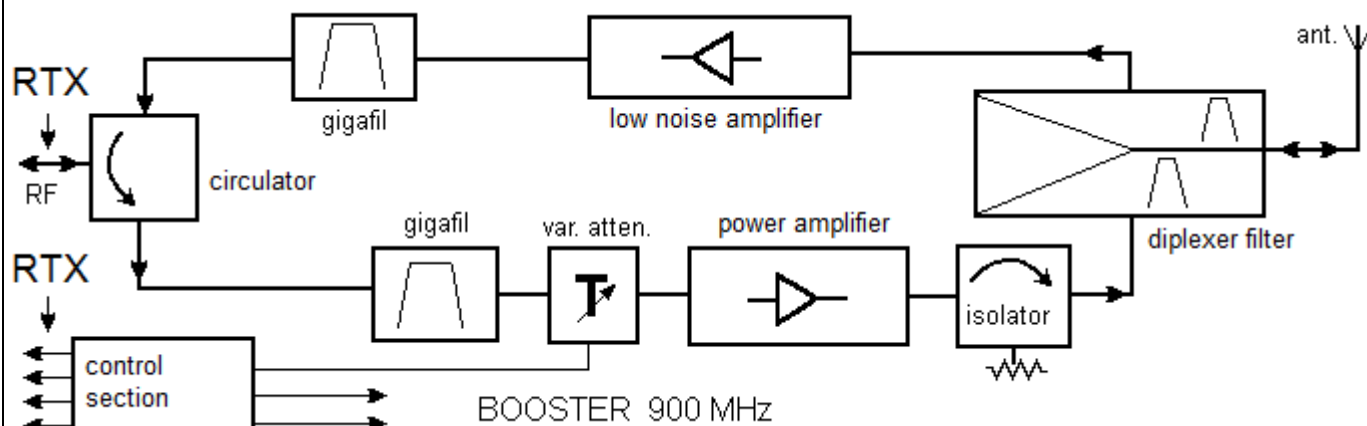 ant.
RTX
gigafil
low noise amplifier
RF
circulator
gigafil
var. atten.
power amplifier
diplexer filter
RTX
T
isolator
control
section
BOOSTER 900 MHz